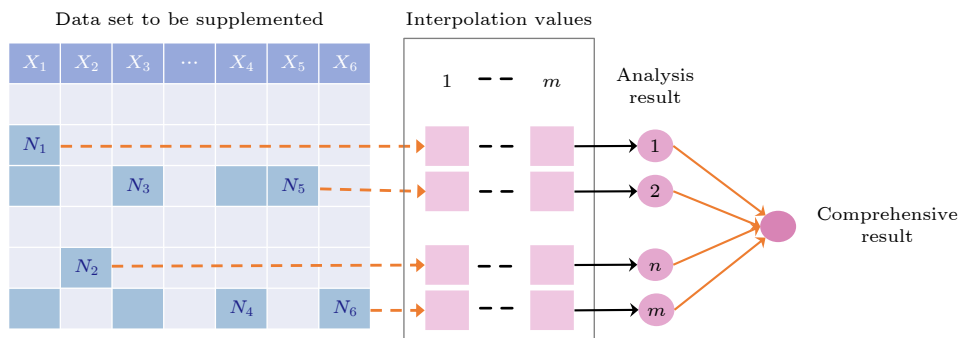 Data set to be supplemented
Interpolation values
X₁ X₂ X₃ ... X₄ X₅ X₆
1 m
Analysis
result
N₁
1
N₃ N₅
2
Comprehensive
result
N₂
n
N₄ N₆
m